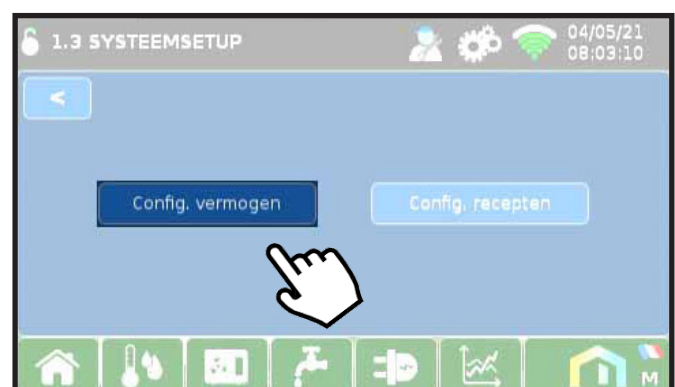 1.3 SYSTEEMSETUP
04/05/21
08:03:10
<
Config. vermogen
Config. recepten
M